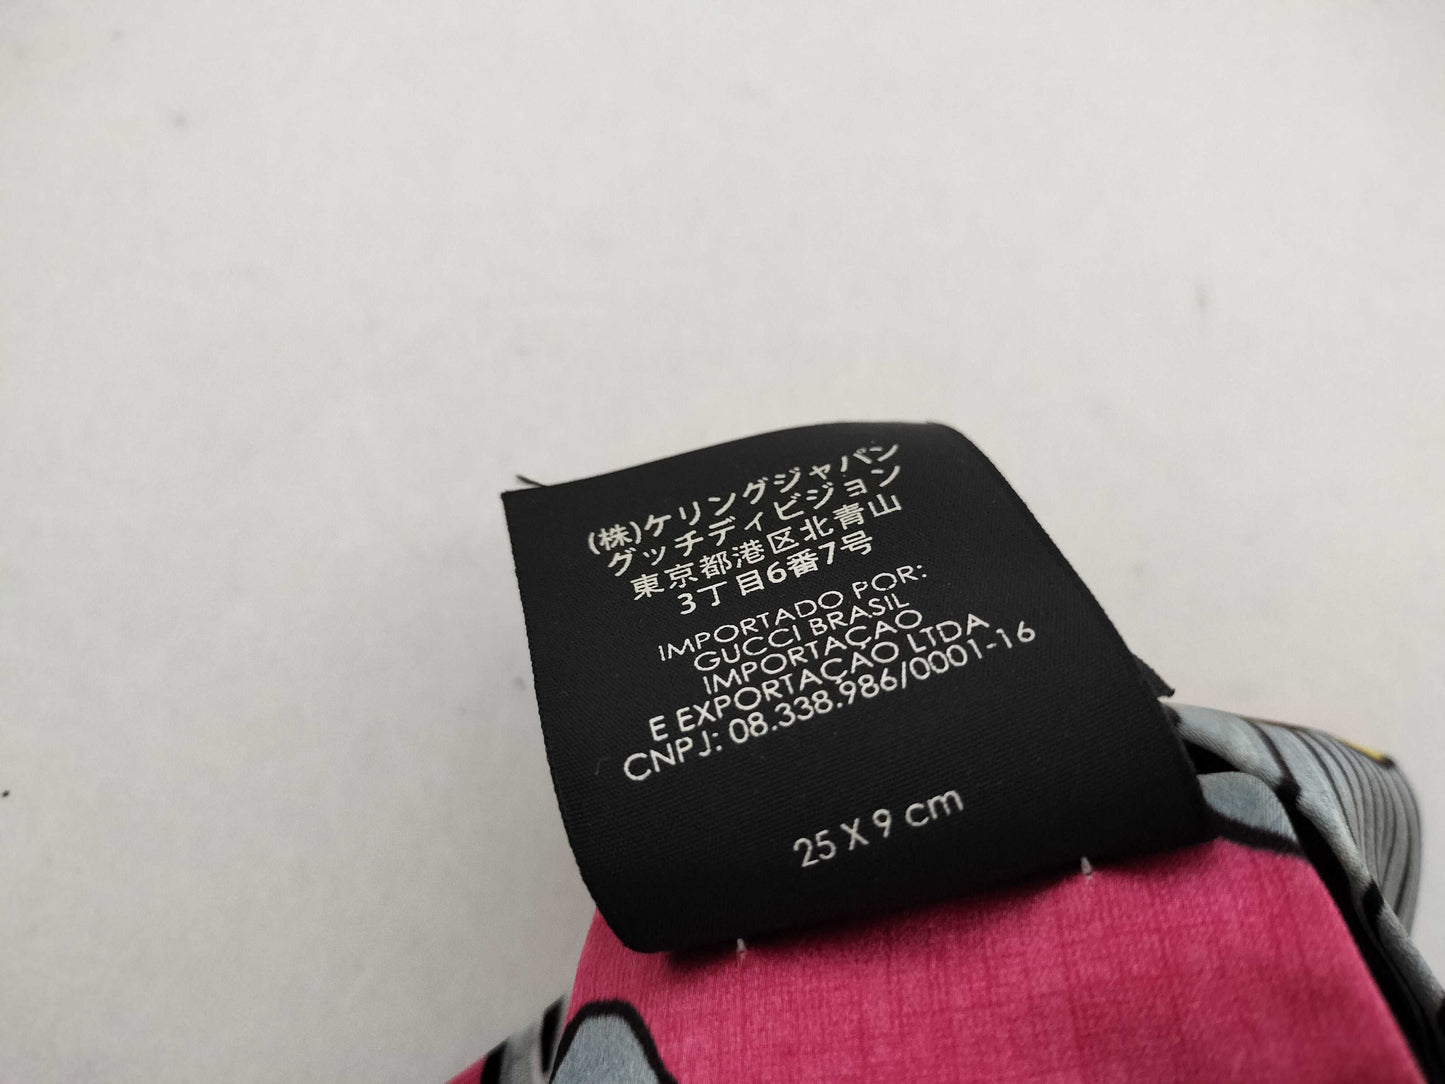 (株)ケリングジャパン
グッチディビジョン
東京都港区北青山
3丁目6番7号
IMPORTADO POR:
GUCCI BRASIL
IMPORTAÇAO
E EXPORTAÇAO LTDA
CNPJ: 08.338.986/0001-16
25 X 9 cm